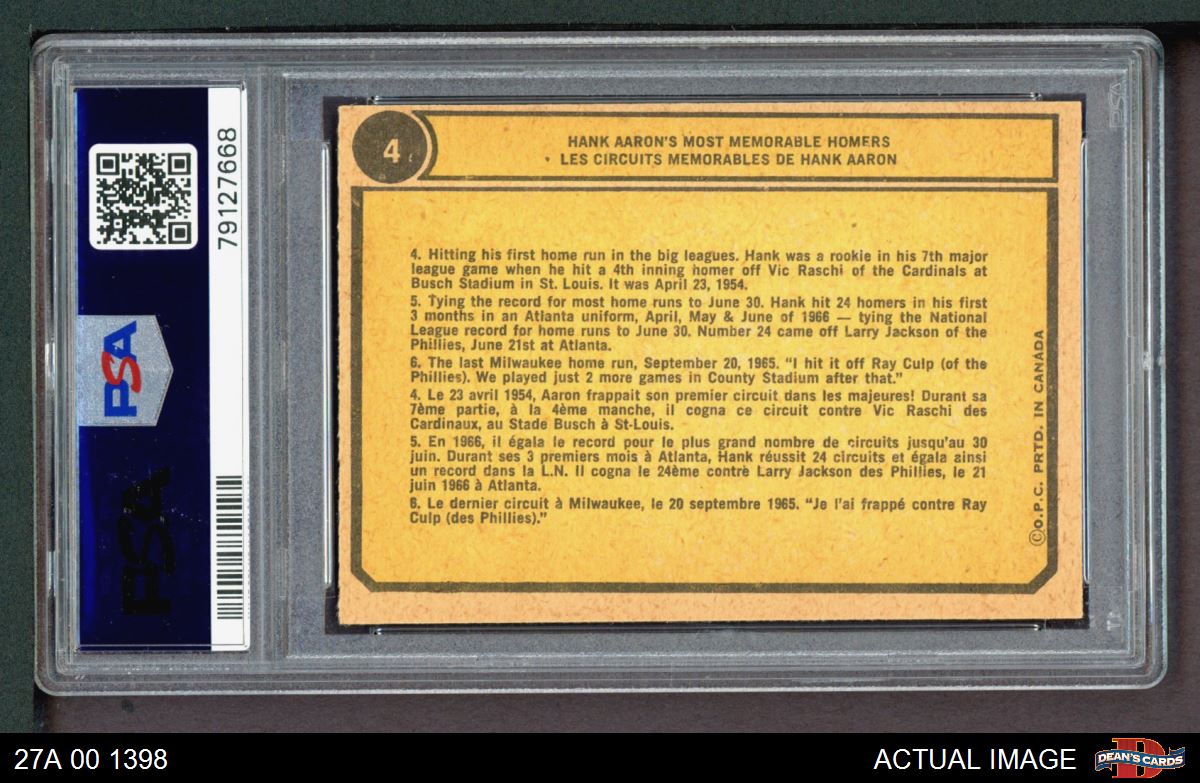 79127668
PSA
PSA
PSA
4
HANK AARON'S MOST MEMORABLE HOMERS
LES CIRCUITS MEMORABLES DE HANK AARON
4. Hitting his first home run in the big leagues. Hank was a rookie in his 7th major
league game when he hit a 4th inning homer off Vic Raschi of the Cardinals at
Busch Stadium in St. Louis. It was April 23, 1954.
5. Tying the record for most home runs to June 30. Hank hit 24 homers in his first
3 months in an Atlanta uniform, April, May & June of 1966 — tying the National
League record for home runs to June 30. Number 24 came off Larry Jackson of the
Phillies, June 21st at Atlanta.
6. The last Milwaukee home run, September 20, 1965. “I hit it off Ray Culp (of the
Phillies). We played just 2 more games in County Stadium after that.”
4. Le 23 avril 1954, Aaron frappait son premier circuit dans les majeures! Durant sa
7ème partie, à la 4ème manche, il cogna ce circuit contre Vic Raschi des
Cardinaux, au Stade Busch à St-Louis.
5. En 1966, il égala le record pour le plus grand nombre de circuits jusqu'au 30
juin. Durant ses 3 premiers mois à Atlanta, Hank réussit 24 circuits et égala ainsi
un record dans la L.N. Il cogna le 24ème contre Larry Jackson des Phillies, le 21
juin 1966 à Atlanta.
6. Le dernier circuit à Milwaukee, le 20 septembre 1965. “Je l'ai frappé contre Ray
Culp (des Phillies).”
©O.P.C. PRTD. IN CANADA
27A 00 1398
ACTUAL IMAGE
DEAN'S CARDS